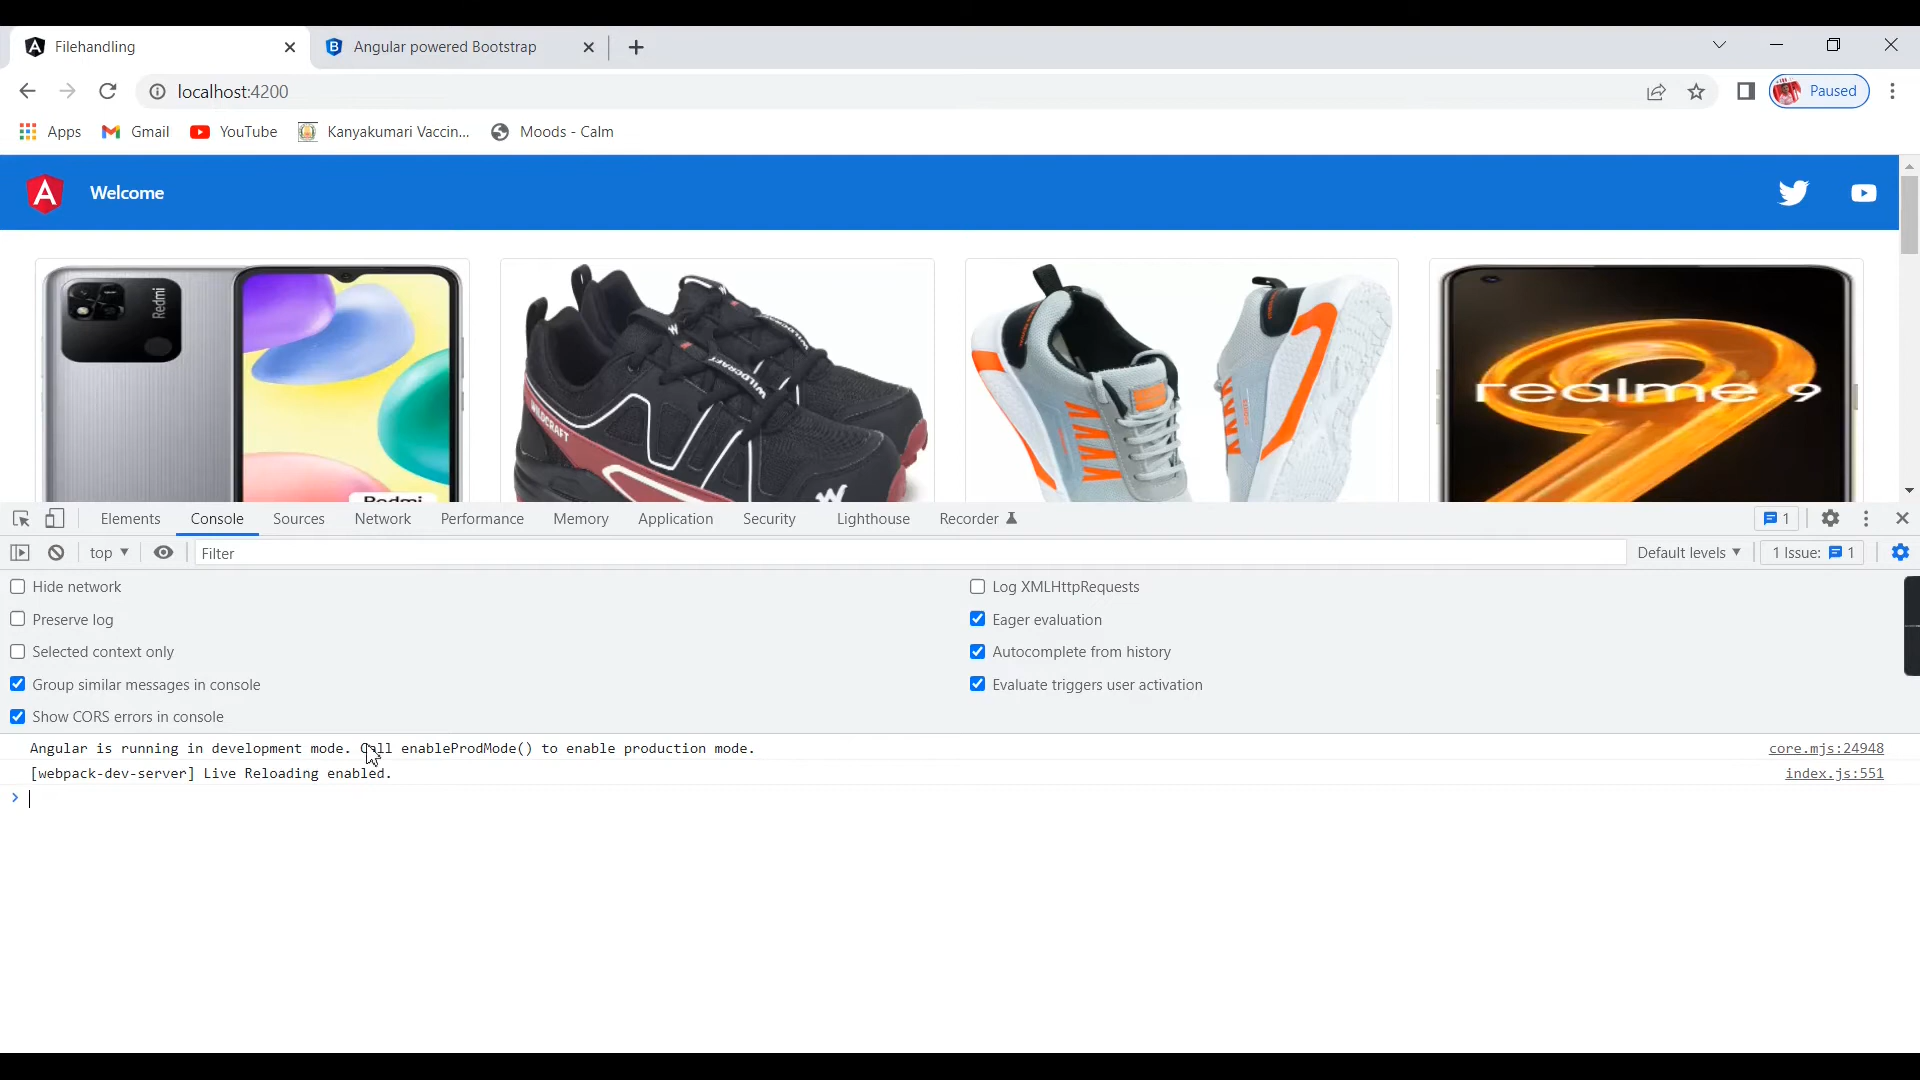 Filehandling
Angular powered Bootstrap
localhost:4200
Paused
Apps
Gmail
YouTube
Kanyakumari Vaccin...
Moods - Calm
Welcome
Redmi
Redmi
WILDCRAFT
WILDCRAFT
realme 9
Elements
Console
Sources
Network
Performance
Memory
Application
Security
Lighthouse
Recorder
1
top
Filter
Default levels
1 Issue: 1
Hide network
Log XMLHttpRequests
Preserve log
Eager evaluation
Selected context only
Autocomplete from history
Group similar messages in console
Evaluate triggers user activation
Show CORS errors in console
Angular is running in development mode. Call enableProdMode() to enable production mode.
core.mjs:24948
[webpack-dev-server] Live Reloading enabled.
index.js:551